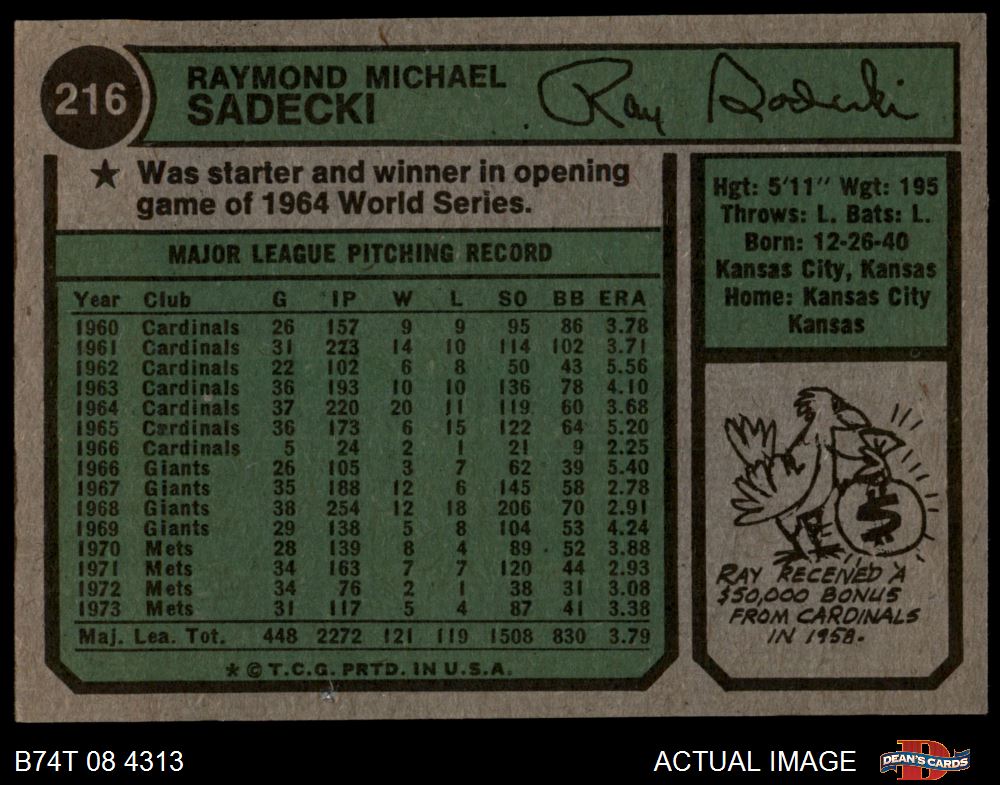 216
RAYMOND MICHAEL
SADECKI
Ray Sadecki
★ Was starter and winner in opening
game of 1964 World Series.
MAJOR LEAGUE PITCHING RECORD
Year Club G IP W L SO BB ERA
1960 Cardinals 26 157 9 9 95 86 3.78
1961 Cardinals 31 223 14 10 114 102 3.71
1962 Cardinals 22 102 6 8 50 43 5.56
1963 Cardinals 36 193 10 10 136 78 4.10
1964 Cardinals 37 220 20 11 119 60 3.68
1965 Cardinals 36 173 6 15 122 64 5.20
1966 Cardinals 5 24 2 1 21 9 2.25
1966 Giants 26 105 3 7 62 39 5.40
1967 Giants 35 188 12 6 145 58 2.78
1968 Giants 38 254 12 18 206 70 2.91
1969 Giants 29 138 5 8 104 53 4.24
1970 Mets 28 139 8 4 89 52 3.88
1971 Mets 34 163 7 7 120 44 2.93
1972 Mets 34 76 2 1 38 31 3.08
1973 Mets 31 117 5 4 87 41 3.38
Maj. Lea. Tot. 448 2272 121 119 1508 830 3.79
★ © T.C.G. PRTD. IN U.S.A.
Hgt: 5'11" Wgt: 195
Throws: L. Bats: L.
Born: 12-26-40
Kansas City, Kansas
Home: Kansas City
Kansas
$
RAY RECEIVED A
$50,000 BONUS
FROM CARDINALS
IN 1958.
B74T 08 4313
ACTUAL IMAGE
DEAN'S CARDS